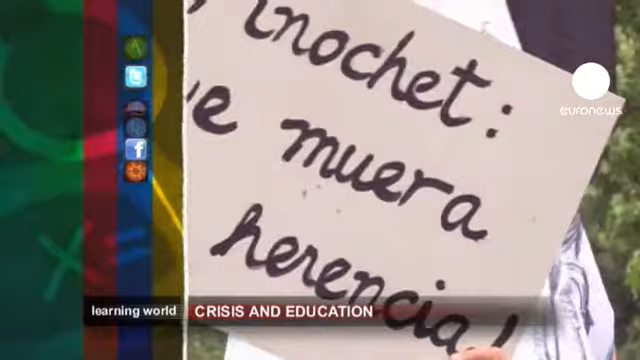 inochet:
e muera
herencia!
euronews
learning world
CRISIS AND EDUCATION